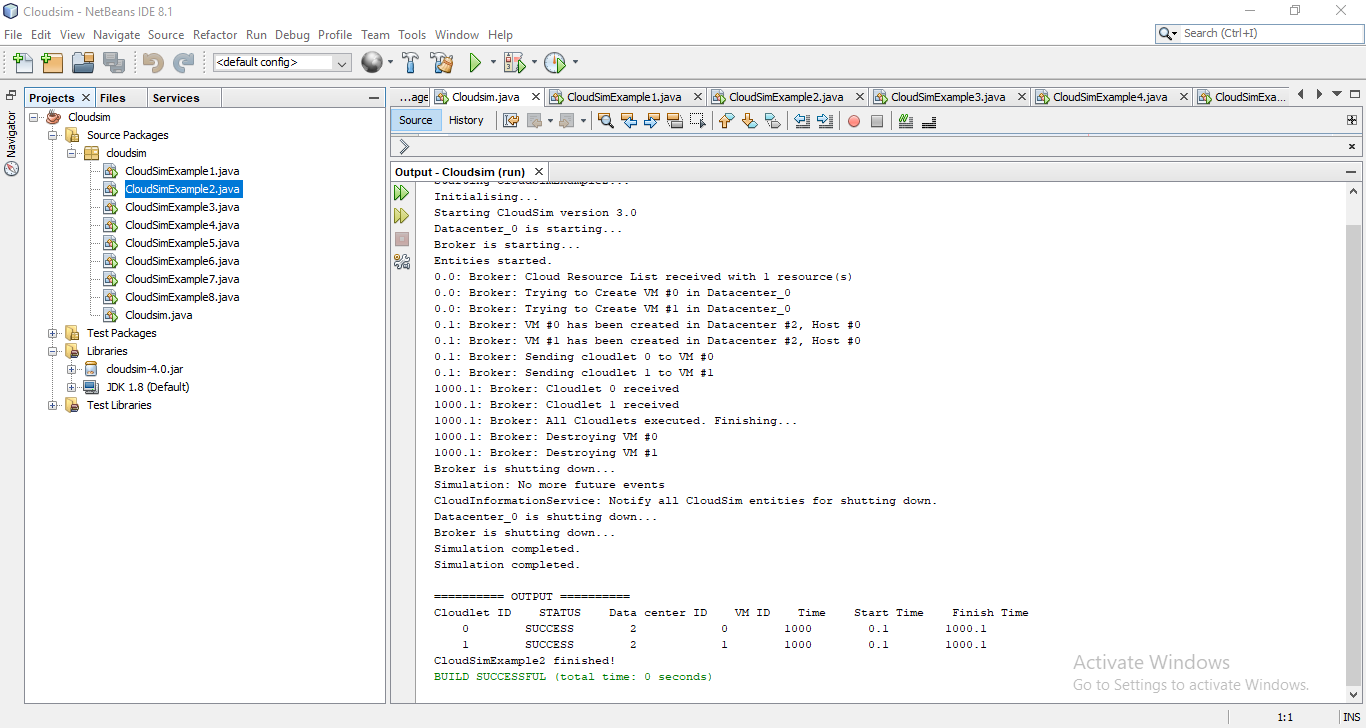 Cloudsim - NetBeans IDE 8.1
File Edit View Navigate Source Refactor Run Debug Profile Team Tools Window Help
Search (Ctrl+I)
<default config>
Projects Files Services
Navigator
Cloudsim
Source Packages
cloudsim
CloudSimExample1.java
CloudSimExample2.java
CloudSimExample3.java
CloudSimExample4.java
CloudSimExample5.java
CloudSimExample6.java
CloudSimExample7.java
CloudSimExample8.java
Cloudsim.java
Test Packages
Libraries
cloudsim-4.0.jar
JDK 1.8 (Default)
Test Libraries
...age Cloudsim.java CloudSimExample1.java CloudSimExample2.java CloudSimExample3.java CloudSimExample4.java CloudSimExa...
Source History
Output - Cloudsim (run)
Initialising...
Starting CloudSim version 3.0
Datacenter_0 is starting...
Broker is starting...
Entities started.
0.0: Broker: Cloud Resource List received with 1 resource(s)
0.0: Broker: Trying to Create VM #0 in Datacenter_0
0.0: Broker: Trying to Create VM #1 in Datacenter_0
0.1: Broker: VM #0 has been created in Datacenter #2, Host #0
0.1: Broker: VM #1 has been created in Datacenter #2, Host #0
0.1: Broker: Sending cloudlet 0 to VM #0
0.1: Broker: Sending cloudlet 1 to VM #1
1000.1: Broker: Cloudlet 0 received
1000.1: Broker: Cloudlet 1 received
1000.1: Broker: All Cloudlets executed. Finishing...
1000.1: Broker: Destroying VM #0
1000.1: Broker: Destroying VM #1
Broker is shutting down...
Simulation: No more future events
CloudInformationService: Notify all CloudSim entities for shutting down.
Datacenter_0 is shutting down...
Broker is shutting down...
Simulation completed.
Simulation completed.
========== OUTPUT ==========
Cloudlet ID STATUS Data center ID VM ID Time Start Time Finish Time
0 SUCCESS 2 0 1000 0.1 1000.1
1 SUCCESS 2 1 1000 0.1 1000.1
CloudSimExample2 finished!
BUILD SUCCESSFUL (total time: 0 seconds)
Activate Windows
Go to Settings to activate Windows.
1:1 INS